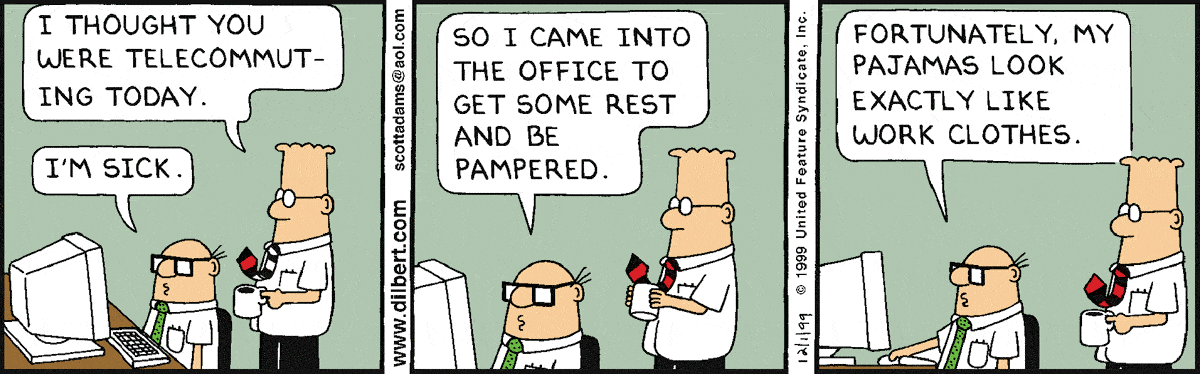 I THOUGHT YOU
WERE TELECOMMUT-
ING TODAY.
I'M SICK.
www.dilbert.com scottadams@aol.com
SO I CAME INTO
THE OFFICE TO
GET SOME REST
AND BE
PAMPERED.
12/1/99 © 1999 United Feature Syndicate, Inc.
FORTUNATELY, MY
PAJAMAS LOOK
EXACTLY LIKE
WORK CLOTHES.